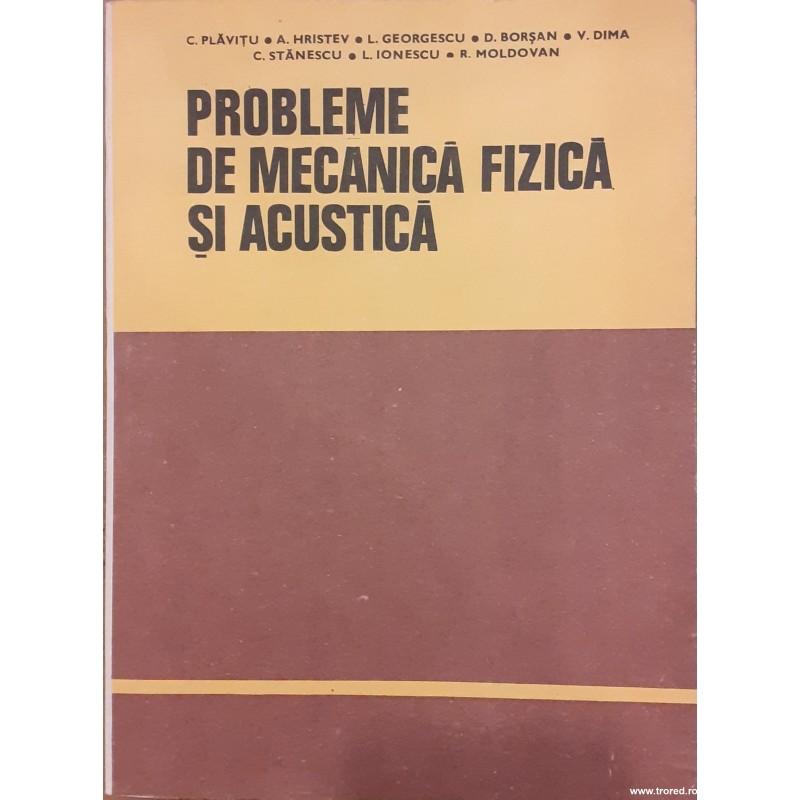 C. PLĂVIȚU • A. HRISTEV • L. GEORGESCU • D. BORȘAN • V. DIMA
C. STĂNESCU • L. IONESCU • R. MOLDOVAN
PROBLEME
DE MECANICĂ FIZICĂ
ȘI ACUSTICĂ
www.trored.ro